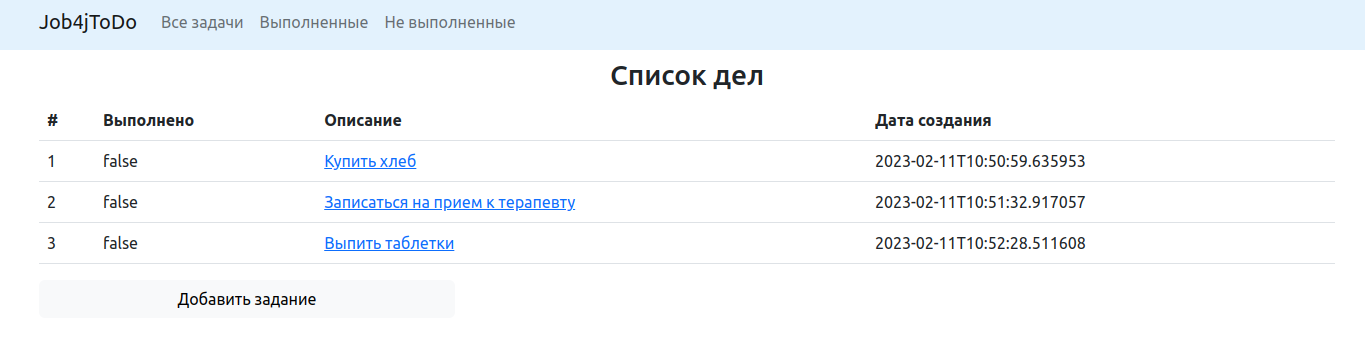 Job4jToDo Все задачи Выполненные Не выполненные
Список дел
# Выполнено Описание Дата создания
1 false Купить хлеб 2023-02-11T10:50:59.635953
2 false Записаться на прием к терапевту 2023-02-11T10:51:32.917057
3 false Выпить таблетки 2023-02-11T10:52:28.511608
Добавить задание